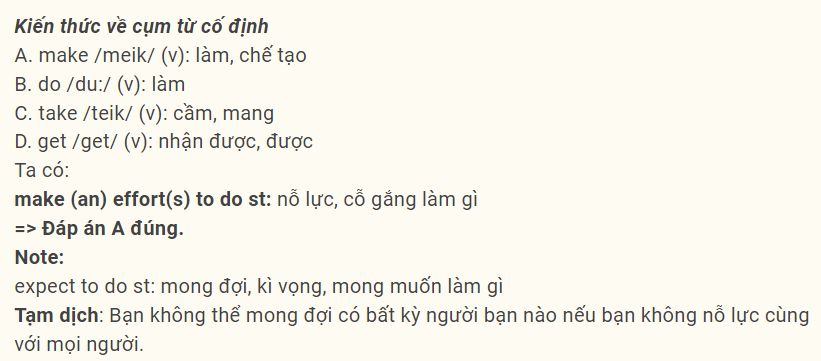 Kiến thức về cụm từ cố định
A. make /meik/ (v): làm, chế tạo
B. do /du:/ (v): làm
C. take /teik/ (v): cầm, mang
D. get /get/ (v): nhận được, được
Ta có:
make (an) effort(s) to do st: nỗ lực, cỗ gắng làm gì
=> Đáp án A đúng.
Note:
expect to do st: mong đợi, kì vọng, mong muốn làm gì
Tạm dịch: Bạn không thể mong đợi có bất kỳ người bạn nào nếu bạn không nỗ lực cùng
với mọi người.